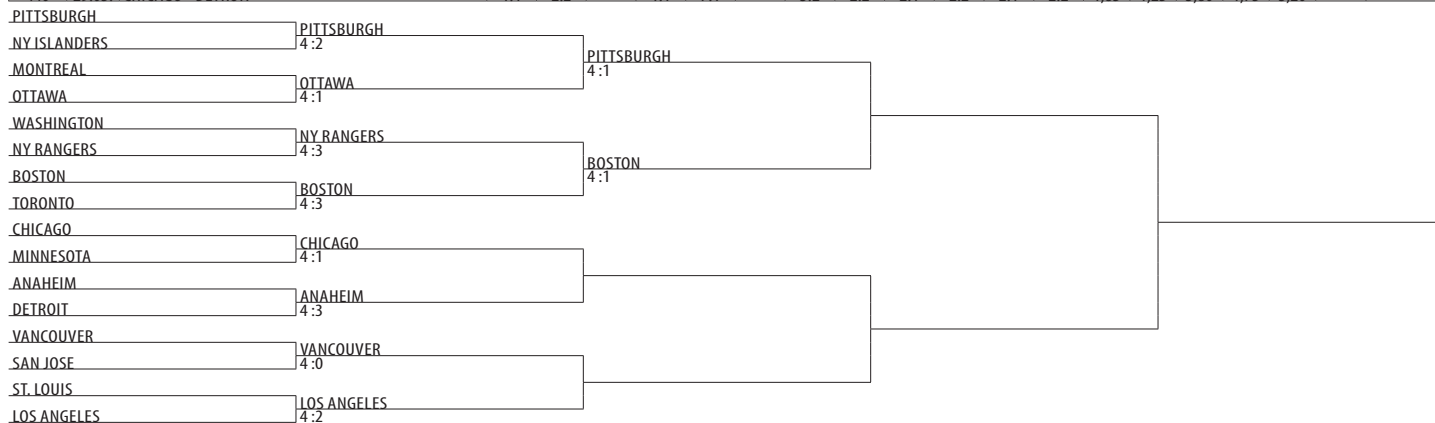 PITTSBURGH
NY ISLANDERS
MONTREAL
OTTAWA
WASHINGTON
NY RANGERS
BOSTON
TORONTO
CHICAGO
MINNESOTA
ANAHEIM
DETROIT
VANCOUVER
SAN JOSE
ST. LOUIS
LOS ANGELES
PITTSBURGH
4 :2
OTTAWA
4 :1
NY RANGERS
4 :3
BOSTON
4 :3
CHICAGO
4 :1
ANAHEIM
4 :3
VANCOUVER
4 :0
LOS ANGELES
4 :2
PITTSBURGH
4 :1
BOSTON
4 :1